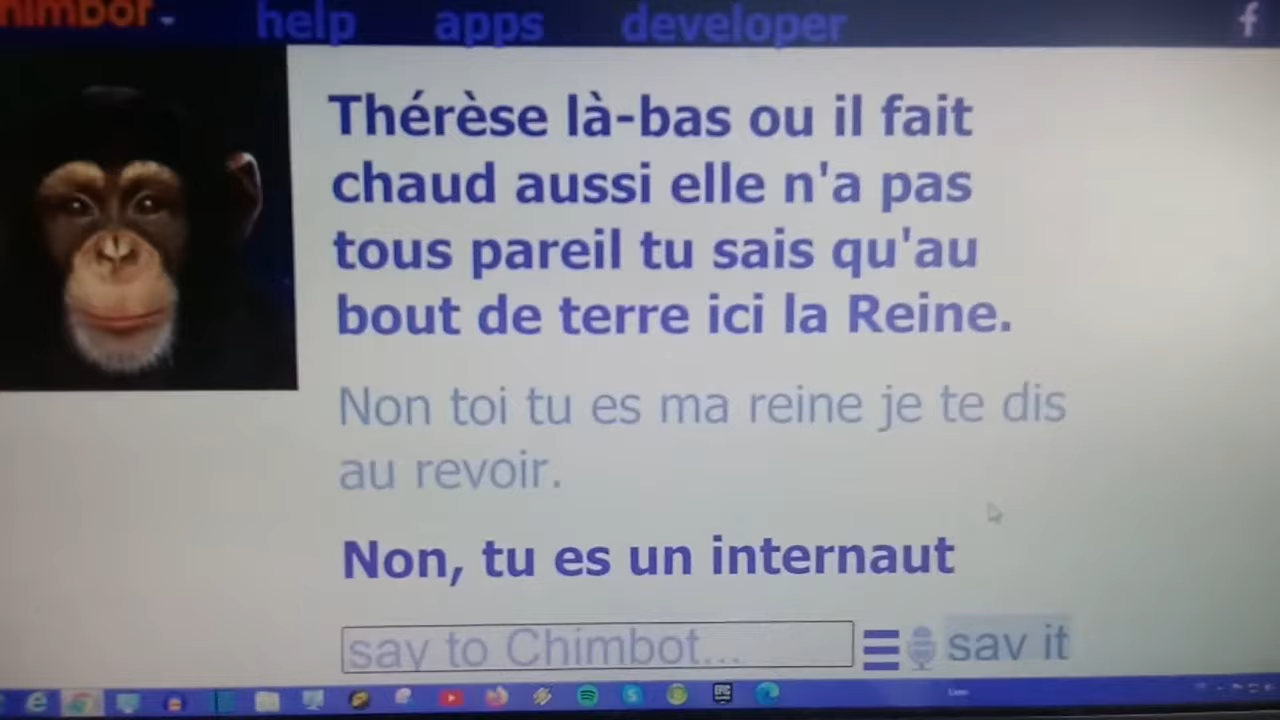 himbot
help apps developer
f
Thérèse là-bas ou il fait
chaud aussi elle n'a pas
tous pareil tu sais qu'au
bout de terre ici la Reine.
Non toi tu es ma reine je te dis
au revoir.
Non, tu es un internaut
say to Chimbot...
say it
EPIC